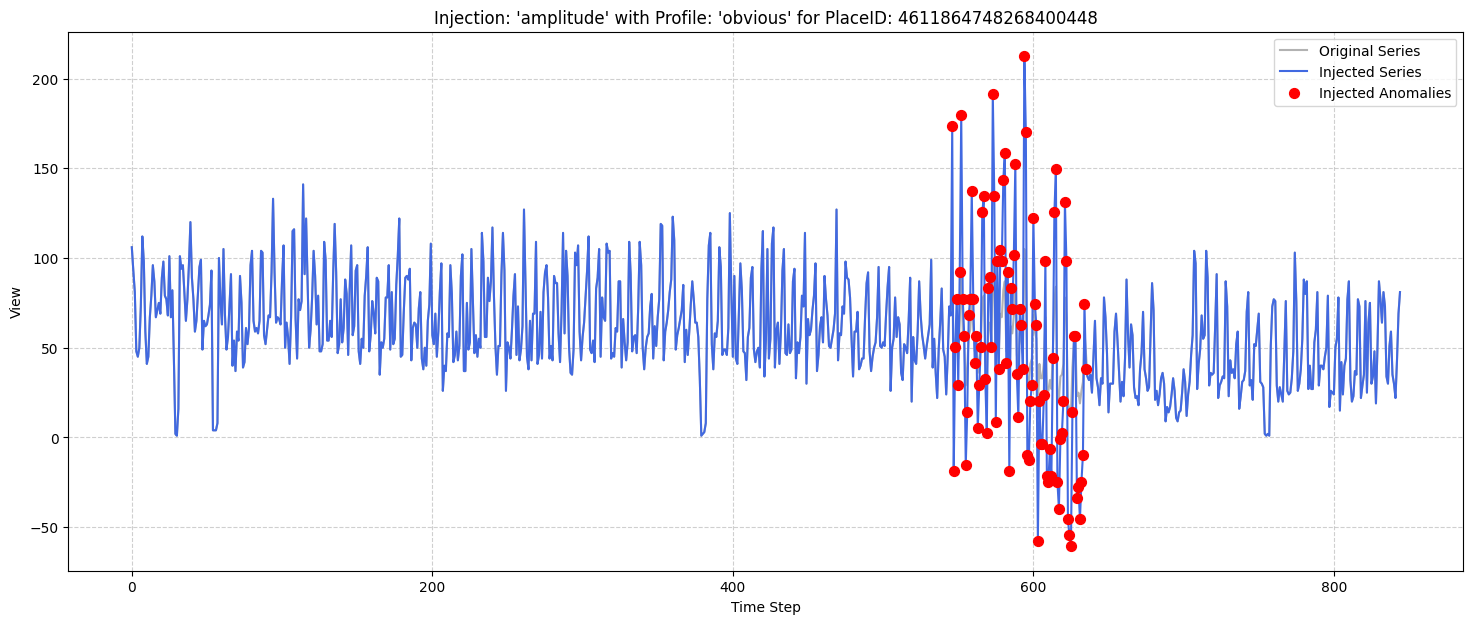 Injection: 'amplitude' with Profile: 'obvious' for PlaceID: 4611864748268400448
Original Series
Injected Series
Injected Anomalies
View
200
150
100
50
0
−50
0
200
400
600
800
Time Step